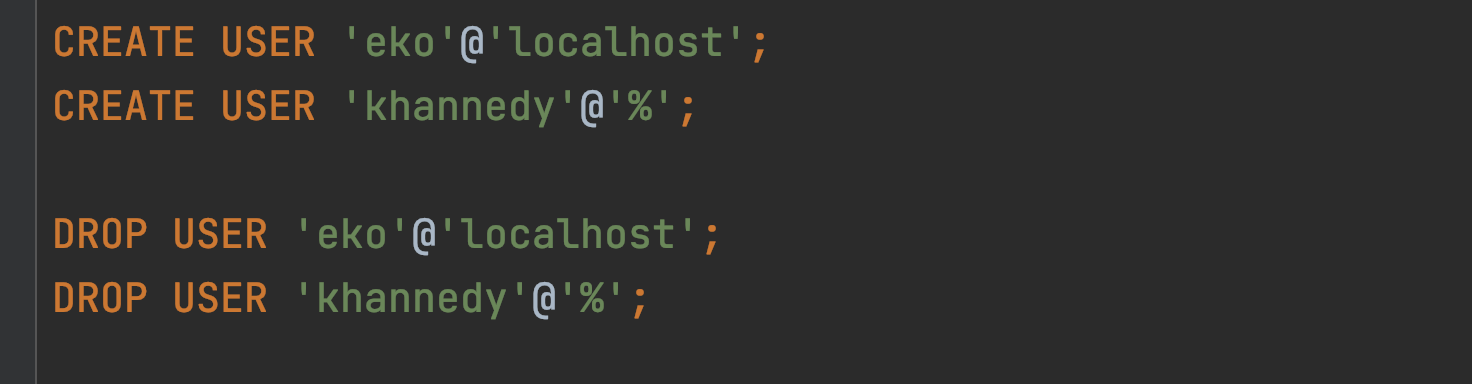 CREATE USER 'eko'@'localhost';
CREATE USER 'khannedy'@'%';
DROP USER 'eko'@'localhost';
DROP USER 'khannedy'@'%';